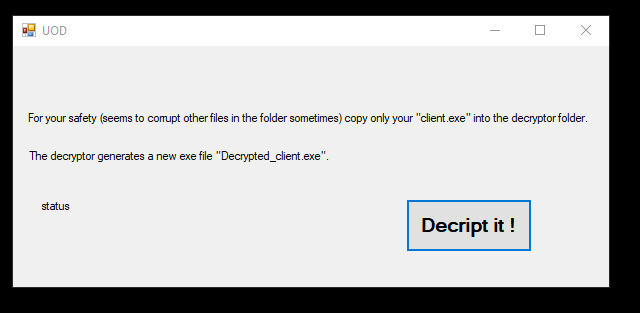 UOD
For your safety (seems to corrupt other files in the folder sometimes) copy only your "client.exe" into the decryptor folder.
The decryptor generates a new exe file "Decrypted_client.exe".
status
Decript it !